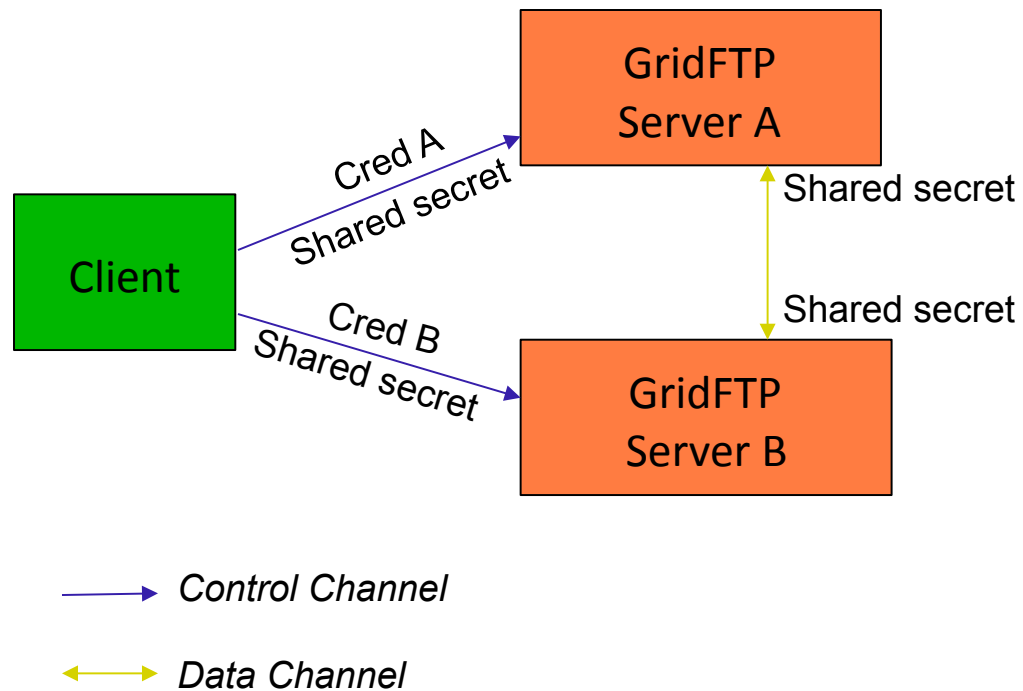 GridFTP
Server A
Cred A
Shared secret
Shared secret
Client
Cred B
Shared secret
Shared secret
GridFTP
Server B
Control Channel
Data Channel